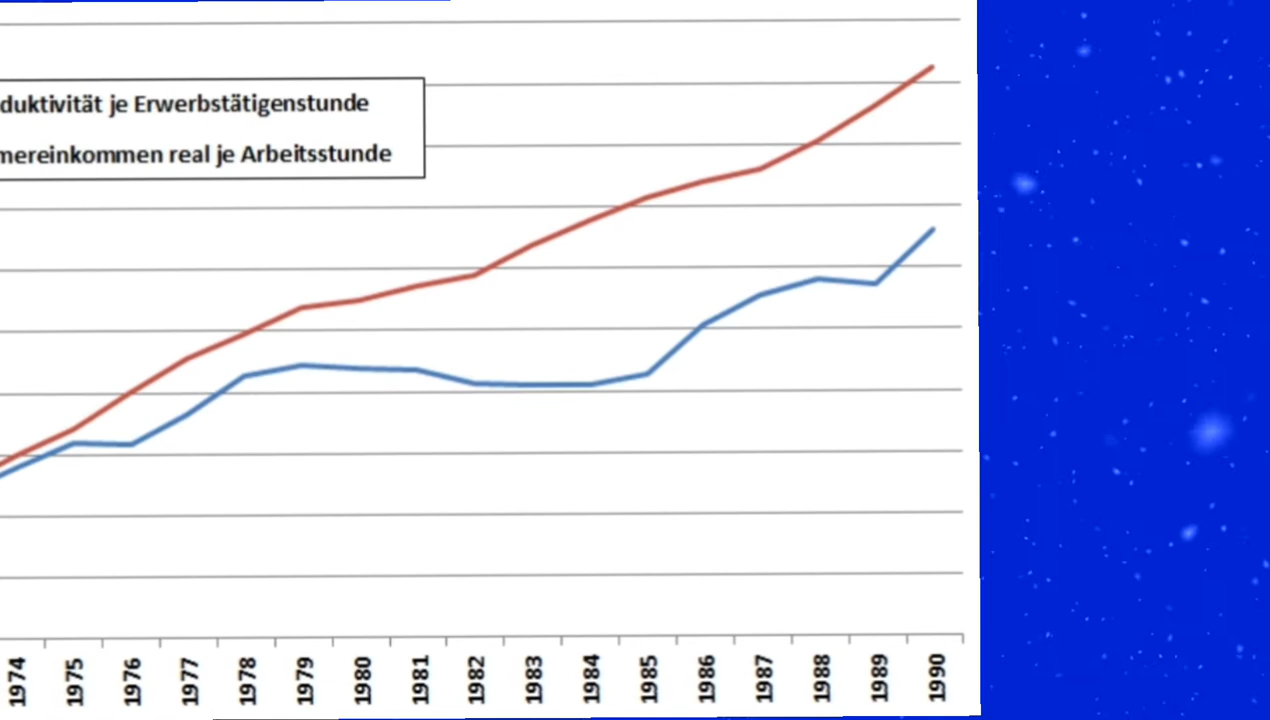 duktivität je Erwerbstätigenstunde
mereinkommen real je Arbeitsstunde
1974 1975 1976 1977 1978 1979 1980 1981 1982 1983 1984 1985 1986 1987 1988 1989 1990